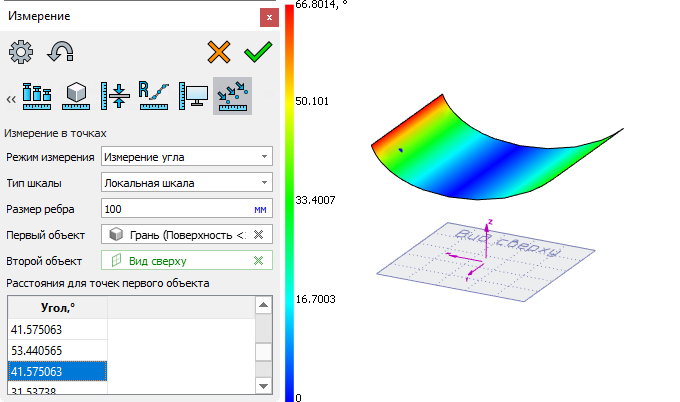 Измерение
x
R
Измерение в точках
Режим измерения Измерение угла
Тип шкалы Локальная шкала
Размер ребра 100 мм
Первый объект Грань (Поверхность <:
Второй объект Вид сверху
Расстояния для точек первого объекта
Угол,°
41.575063
53.440565
41.575063
31.53738
66.8014, °
50.101
33.4007
16.7003
0
Z
Вид сверху